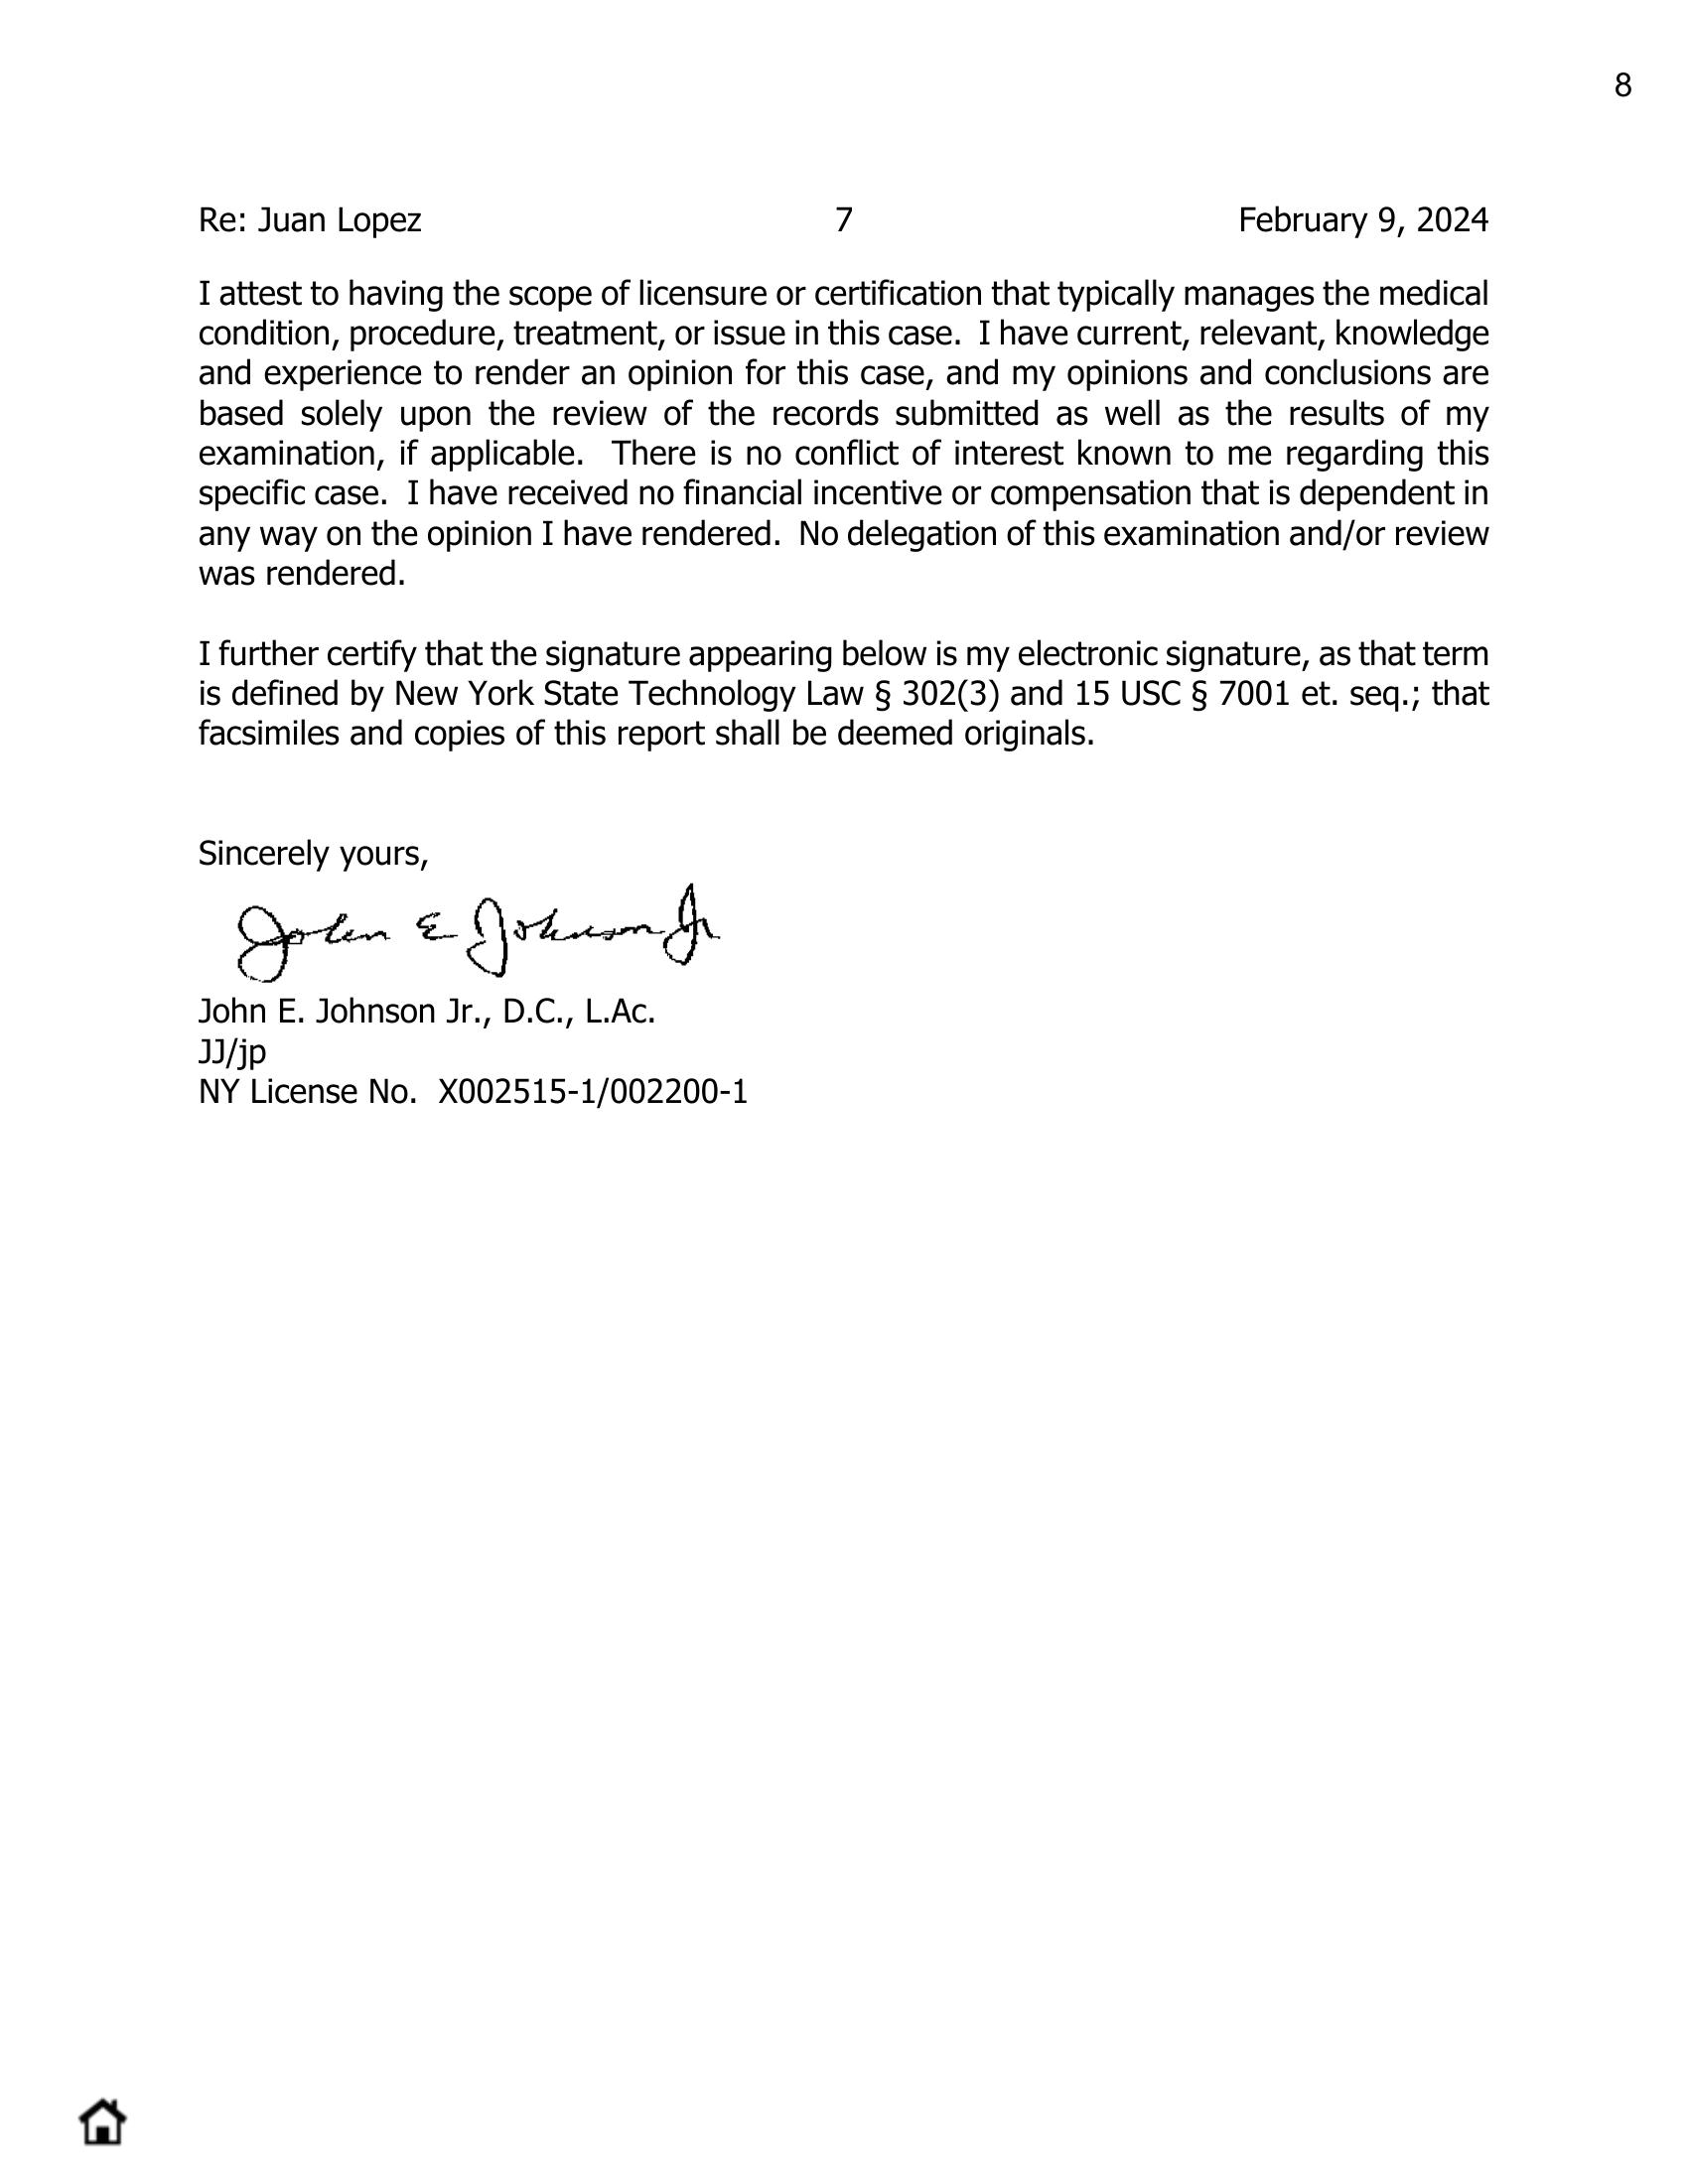 8
Re: Juan Lopez 7 February 9, 2024
I attest to having the scope of licensure or certification that typically manages the medical
condition, procedure, treatment, or issue in this case.  I have current, relevant, knowledge
and experience to render an opinion for this case, and my opinions and conclusions are
based solely upon the review of the records submitted as well as the results of my
examination, if applicable.  There is no conflict of interest known to me regarding this
specific case.  I have received no financial incentive or compensation that is dependent in
any way on the opinion I have rendered.  No delegation of this examination and/or review
was rendered.
I further certify that the signature appearing below is my electronic signature, as that term
is defined by New York State Technology Law § 302(3) and 15 USC § 7001 et. seq.; that
facsimiles and copies of this report shall be deemed originals.
Sincerely yours,
John E Johnson Jr
John E. Johnson Jr., D.C., L.Ac.
JJ/jp
NY License No.  X002515-1/002200-1